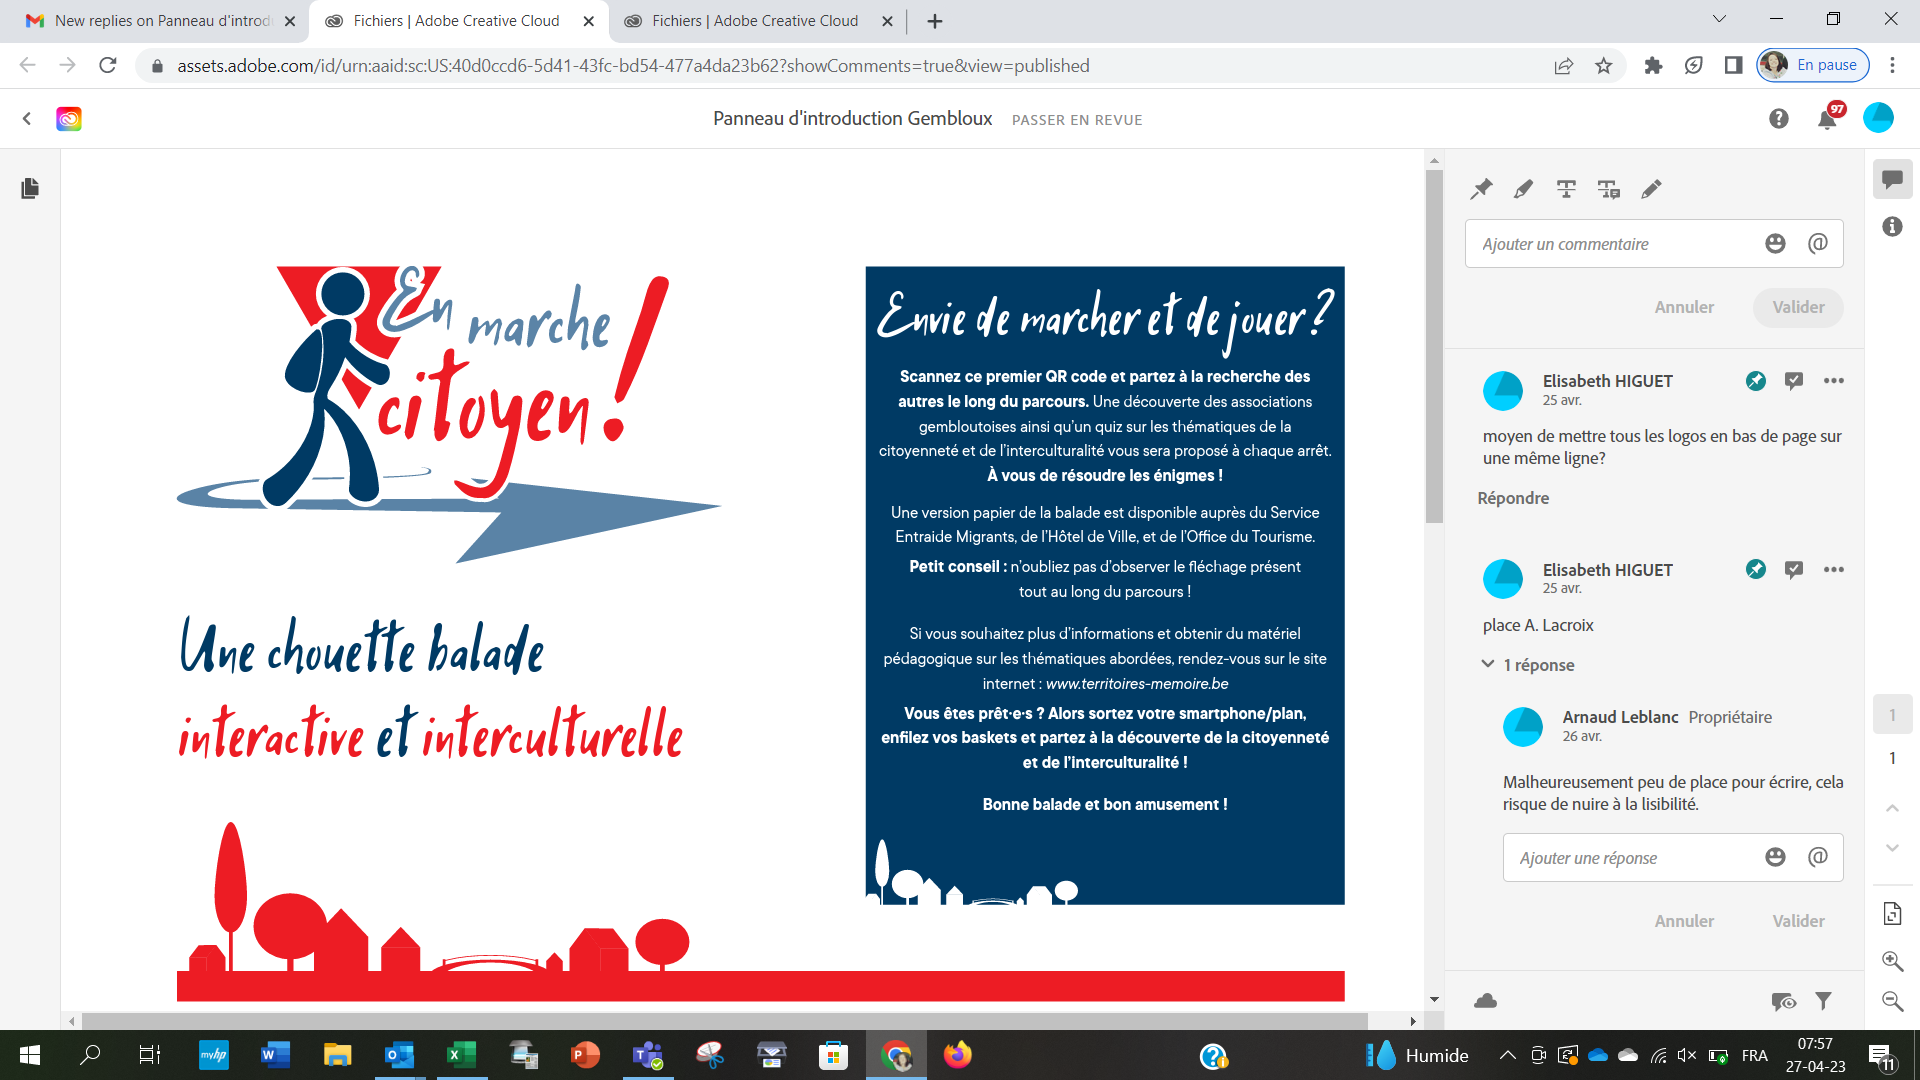 New replies on Panneau d'introd
Fichiers | Adobe Creative Cloud
Fichiers | Adobe Creative Cloud
assets.adobe.com/id/urn:aaid:sc:US:40d0ccd6-5d41-43fc-bd54-477a4da23b62?showComments=true&view=published
En pause
Panneau d'introduction Gembloux PASSER EN REVUE
97
En marche
citoyen!
Une chouette balade
interactive et interculturelle
Envie de marcher et de jouer ?
Scannez ce premier QR code et partez à la recherche des
autres le long du parcours. Une découverte des associations
gembloutoises ainsi qu'un quiz sur les thématiques de la
citoyenneté et de l'interculturalité vous sera proposé à chaque arrêt.
À vous de résoudre les énigmes !
Une version papier de la balade est disponible auprès du Service
Entraide Migrants, de l'Hôtel de Ville, et de l'Office du Tourisme.
Petit conseil : n'oubliez pas d'observer le fléchage présent
tout au long du parcours !
Si vous souhaitez plus d'informations et obtenir du matériel
pédagogique sur les thématiques abordées, rendez-vous sur le site
internet : www.territoires-memoire.be
Vous êtes prêt·e·s ? Alors sortez votre smartphone/plan,
enfilez vos baskets et partez à la découverte de la citoyenneté
et de l'interculturalité !
Bonne balade et bon amusement !
Ajouter un commentaire
Annuler Valider
Elisabeth HIGUET
25 avr.
moyen de mettre tous les logos en bas de page sur
une même ligne?
Répondre
Elisabeth HIGUET
25 avr.
place A. Lacroix
1 réponse
Arnaud Leblanc Propriétaire
26 avr.
Malheureusement peu de place pour écrire, cela
risque de nuire à la lisibilité.
Ajouter une réponse
Annuler Valider
1
1
myhp
Humide
FRA
07:57
27-04-23
11